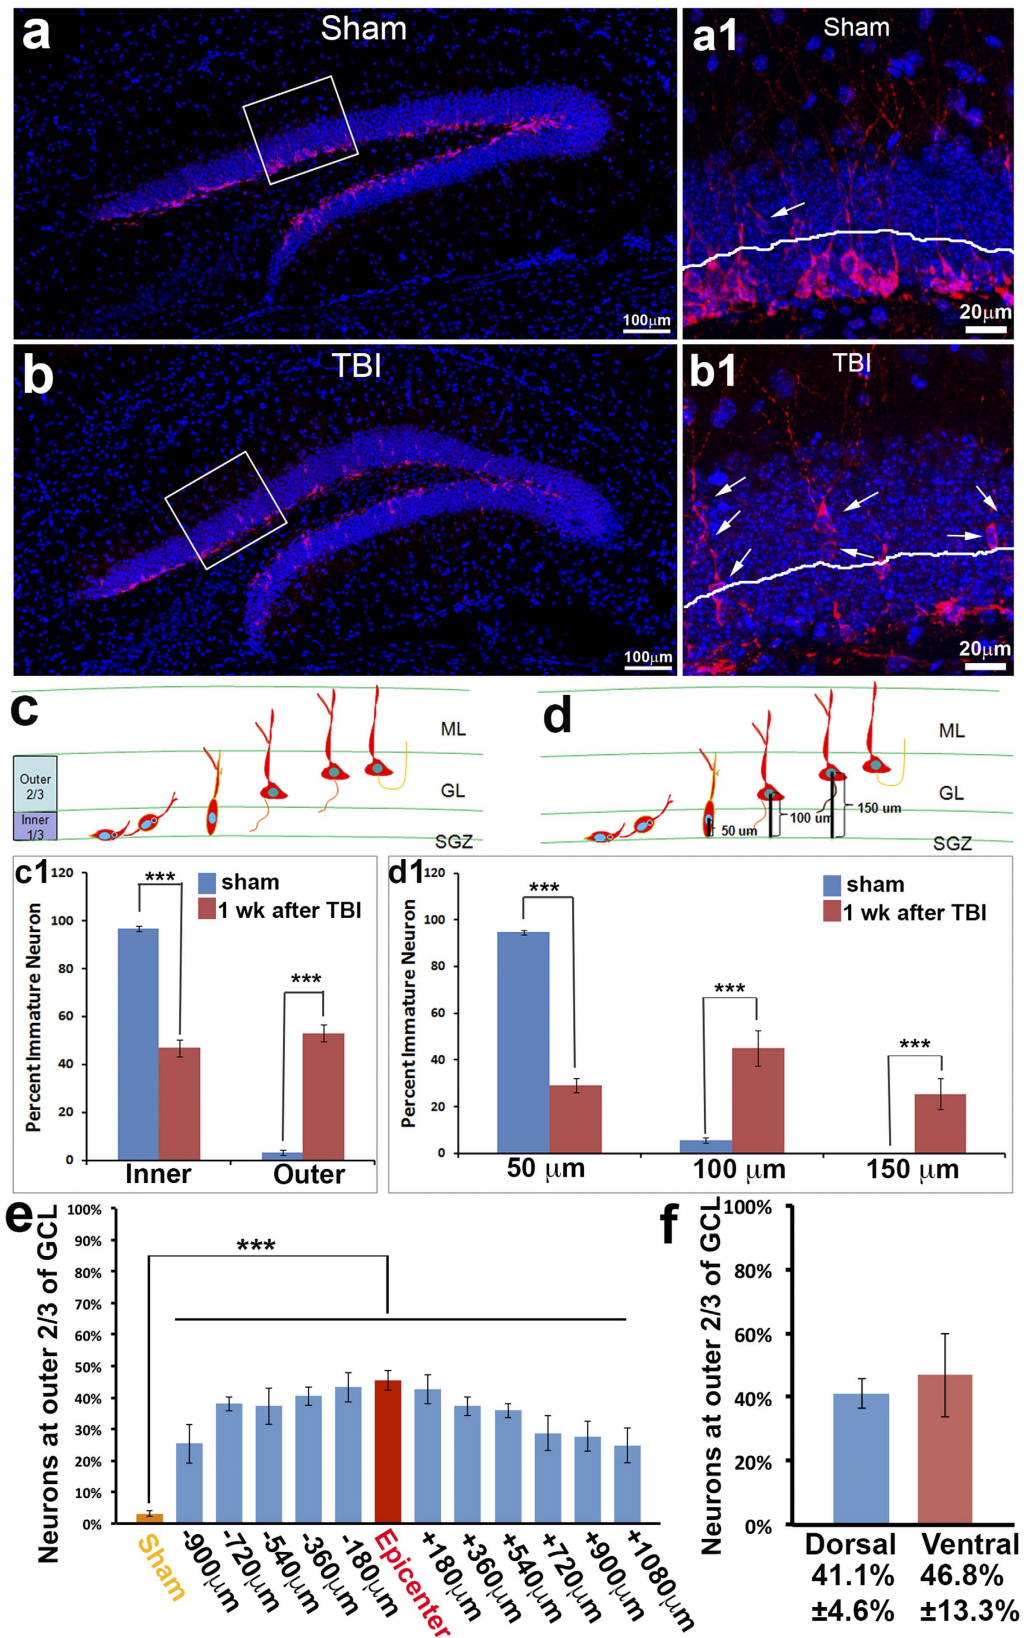 a
Sham
100μm
a1
Sham
20μm
b
TBI
100μm
b1
TBI
20μm
c
ML
Outer
2/3
GL
Inner
1/3
SGZ
d
ML
GL
150 um
100 um
50 um
SGZ
c1
120
100
80
60
40
20
0
Percent Immature Neuron
***
***
sham
1 wk after TBI
Inner
Outer
d1
120
100
80
60
40
20
0
Percent Immature Neuron
***
***
***
sham
1 wk after TBI
50 μm
100 μm
150 μm
e
Neurons at outer 2/3 of GCL
100%
90%
80%
70%
60%
50%
40%
30%
20%
10%
0%
***
Sham
-900μm
-720μm
-540μm
-360μm
-180μm
Epicenter
+180μm
+360μm
+540μm
+720μm
+900μm
+1080μm
f
Neurons at outer 2/3 of GCL
100%
80%
60%
40%
20%
0%
Dorsal Ventral
41.1% 46.8%
±4.6% ±13.3%